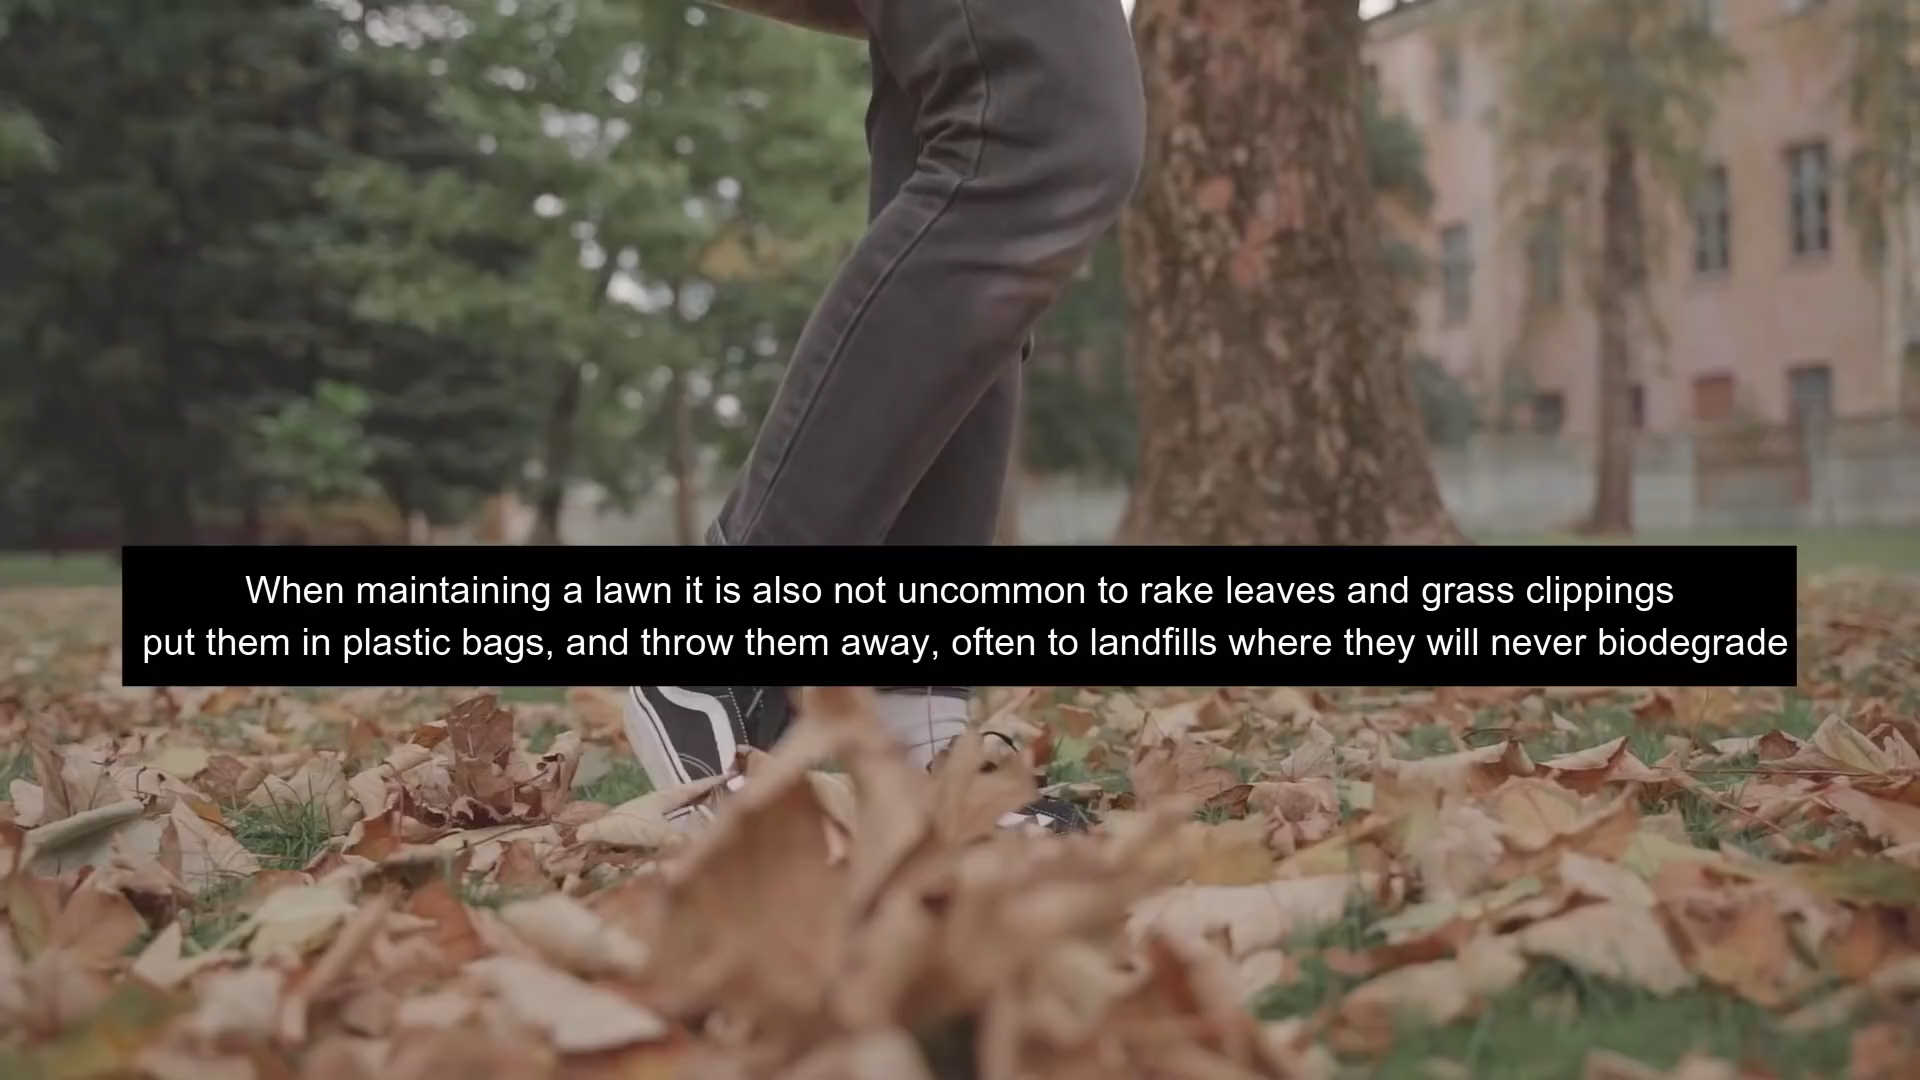 When maintaining a lawn it is also not uncommon to rake leaves and grass clippings
put them in plastic bags, and throw them away, often to landfills where they will never biodegrade